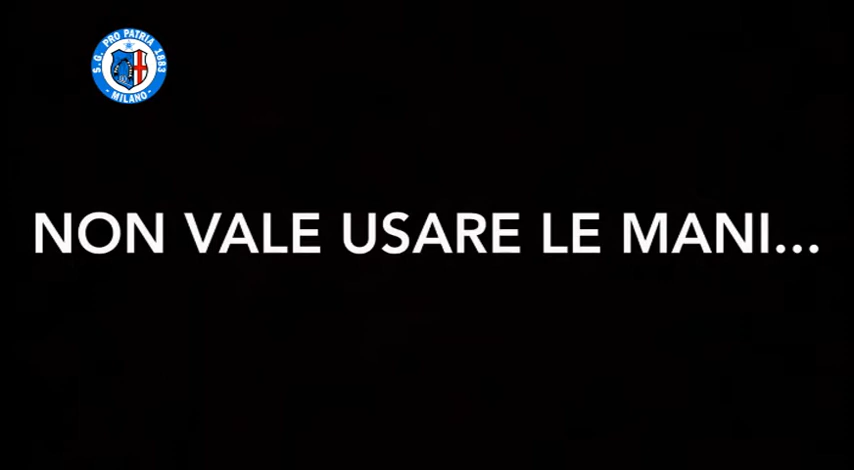 S.G. PRO PATRIA 1883
- MILANO -
NON VALE USARE LE MANI...